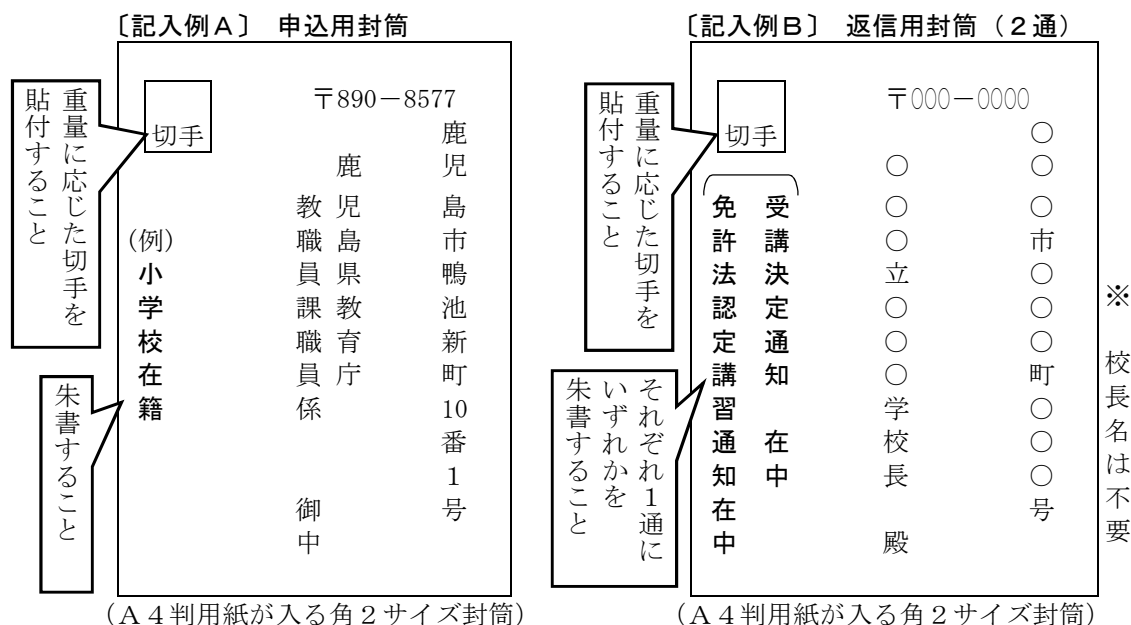 〔記入例Ａ〕 申込用封筒
重量に応じた切手を
貼付すること
切手
〒890－8577
鹿児島市鴨池新町10番1号
鹿児島県教育庁
教職員課職員係 御中
(例)
小学校在籍
朱書すること
（Ａ４判用紙が入る角２サイズ封筒）
〔記入例Ｂ〕 返信用封筒（２通）
重量に応じた切手を
貼付すること
切手
〒000－0000
○○○市○○○町○○○号
○○○立○○○学校長 殿
受講決定通知 在中
免許法認定講習通知在中
それぞれ１通に
いずれかを
朱書すること
※ 校長名は不要
（Ａ４判用紙が入る角２サイズ封筒）